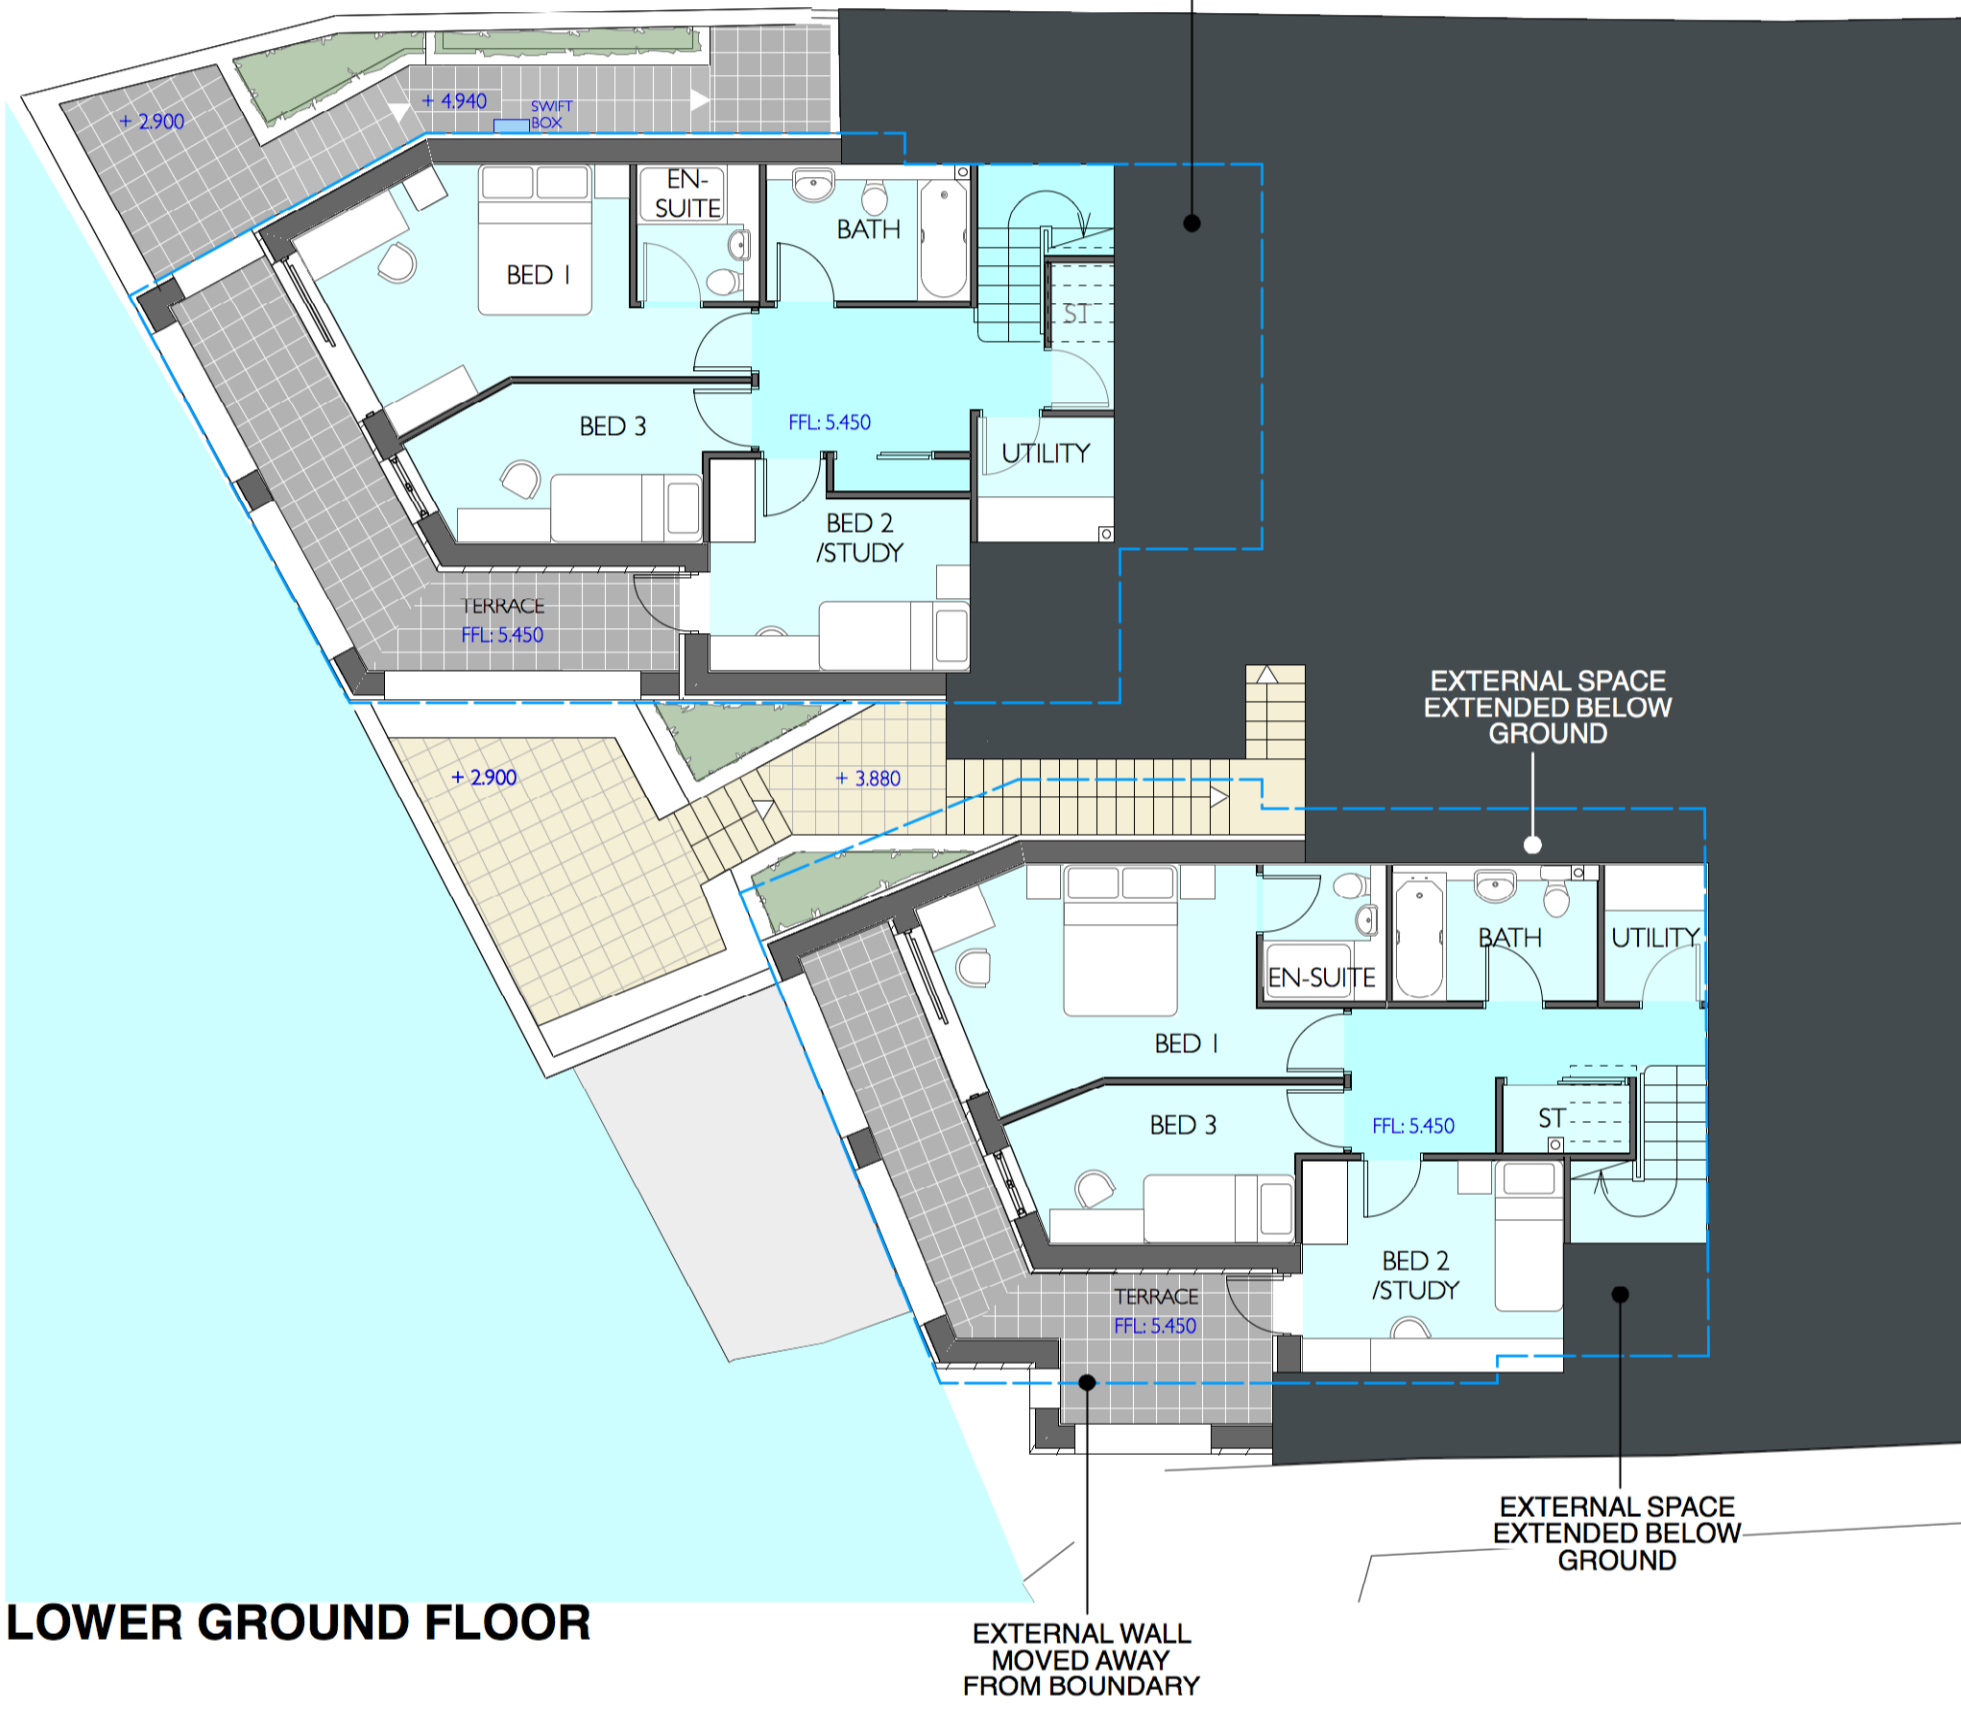 + 4.940
SWIFT
BOX
+ 2.900
EN-
SUITE
BATH
BED 1
ST
BED 3
FFL: 5.450
UTILITY
BED 2
/STUDY
TERRACE
FFL: 5.450
EXTERNAL SPACE
EXTENDED BELOW
GROUND
+ 2.900
+ 3.880
BATH
UTILITY
EN-SUITE
BED 1
BED 3
FFL: 5.450
ST
BED 2
/STUDY
TERRACE
FFL: 5.450
EXTERNAL SPACE
EXTENDED BELOW
GROUND
LOWER GROUND FLOOR
EXTERNAL WALL
MOVED AWAY
FROM BOUNDARY